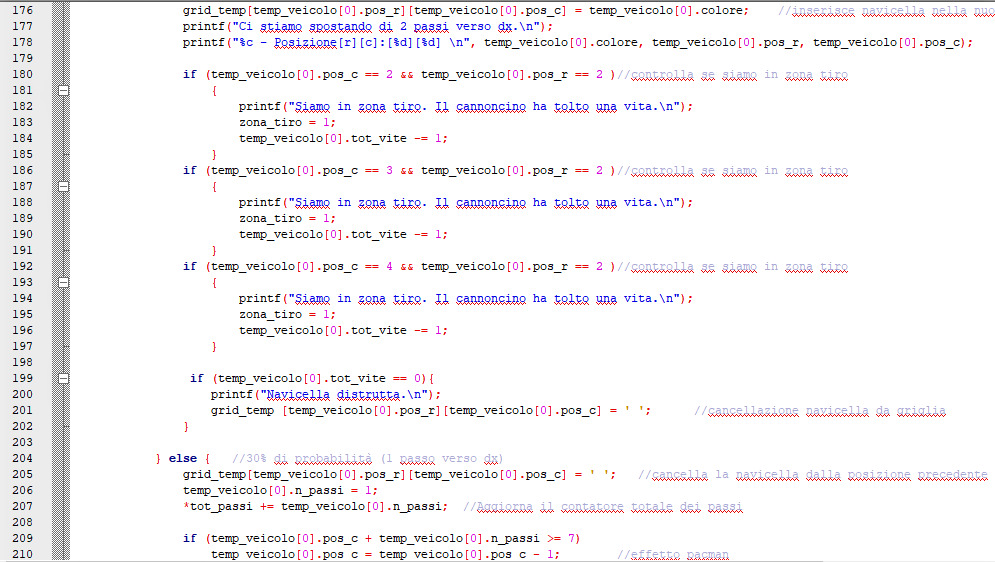 176 grid_temp[temp_veicolo[0].pos_r][temp_veicolo[0].pos_c] = temp_veicolo[0].colore; //inserisce navicella nella nuo
177 printf("Ci stiamo spostando di 2 passi verso dx.\n");
178 printf("%c - Posizione[r][c]:[%d][%d] \n", temp_veicolo[0].colore, temp_veicolo[0].pos_r, temp_veicolo[0].pos_c);
179
180 if (temp_veicolo[0].pos_c == 2 && temp_veicolo[0].pos_r == 2 )//controlla se siamo in zona tiro
181 {
182 printf("Siamo in zona tiro. Il cannoncino ha tolto una vita.\n");
183 zona_tiro = 1;
184 temp_veicolo[0].tot_vite -= 1;
185 }
186 if (temp_veicolo[0].pos_c == 3 && temp_veicolo[0].pos_r == 2 )//controlla se siamo in zona tiro
187 {
188 printf("Siamo in zona tiro. Il cannoncino ha tolto una vita.\n");
189 zona_tiro = 1;
190 temp_veicolo[0].tot_vite -= 1;
191 }
192 if (temp_veicolo[0].pos_c == 4 && temp_veicolo[0].pos_r == 2 )//controlla se siamo in zona tiro
193 {
194 printf("Siamo in zona tiro. Il cannoncino ha tolto una vita.\n");
195 zona_tiro = 1;
196 temp_veicolo[0].tot_vite -= 1;
197 }
198
199 if (temp_veicolo[0].tot_vite == 0){
200 printf("Navicella distrutta.\n");
201 grid_temp [temp_veicolo[0].pos_r][temp_veicolo[0].pos_c] = ' '; //cancellazione navicella da griglia
202 }
203
204 } else { //30% di probabilità (1 passo verso dx)
205 grid_temp[temp_veicolo[0].pos_r][temp_veicolo[0].pos_c] = ' '; //cancella la navicella dalla posizione precedente
206 temp_veicolo[0].n_passi = 1;
207 *tot_passi += temp_veicolo[0].n_passi; //Aggiorna il contatore totale dei passi
208
209 if (temp_veicolo[0].pos_c + temp_veicolo[0].n_passi >= 7)
210 temp_veicolo[0].pos_c = temp_veicolo[0].pos_c - 1; //effetto pacman